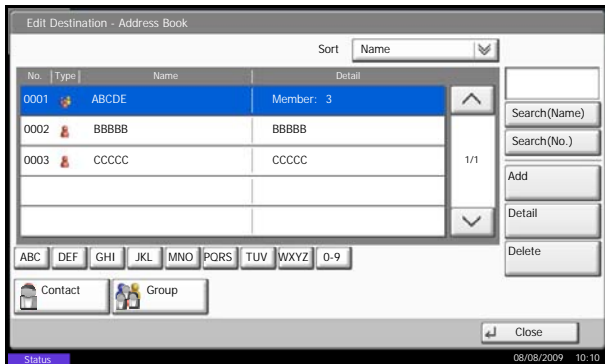 Edit Destination - Address Book
Sort Name
No. Type Name Detail
0001 ABCDE Member: 3
Search(Name)
0002 BBBBB BBBBB
Search(No.)
0003 CCCCC CCCCC 1/1
Add
Detail
ABC DEF GHI JKL MNO PQRS TUV WXYZ 0-9
Delete
Contact Group
Close
Status 08/08/2009 10:10